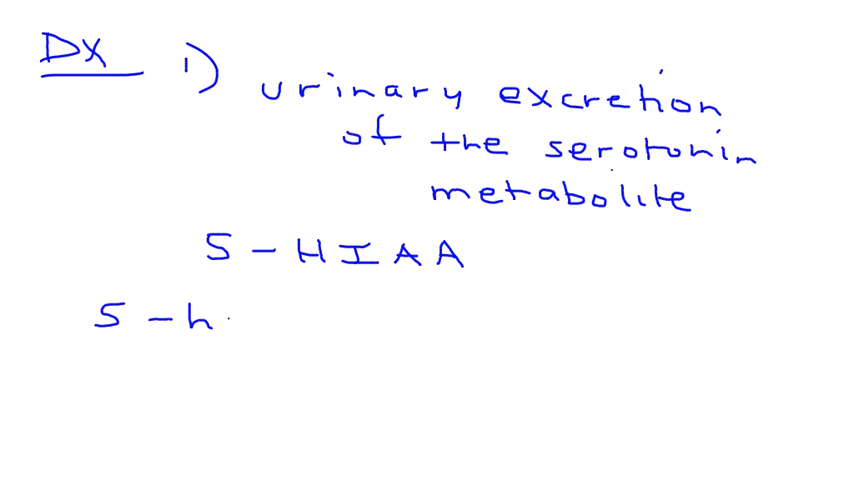 DX 1) urinary excretion
of the serotonin
metabolite
5-HIAA
5-h